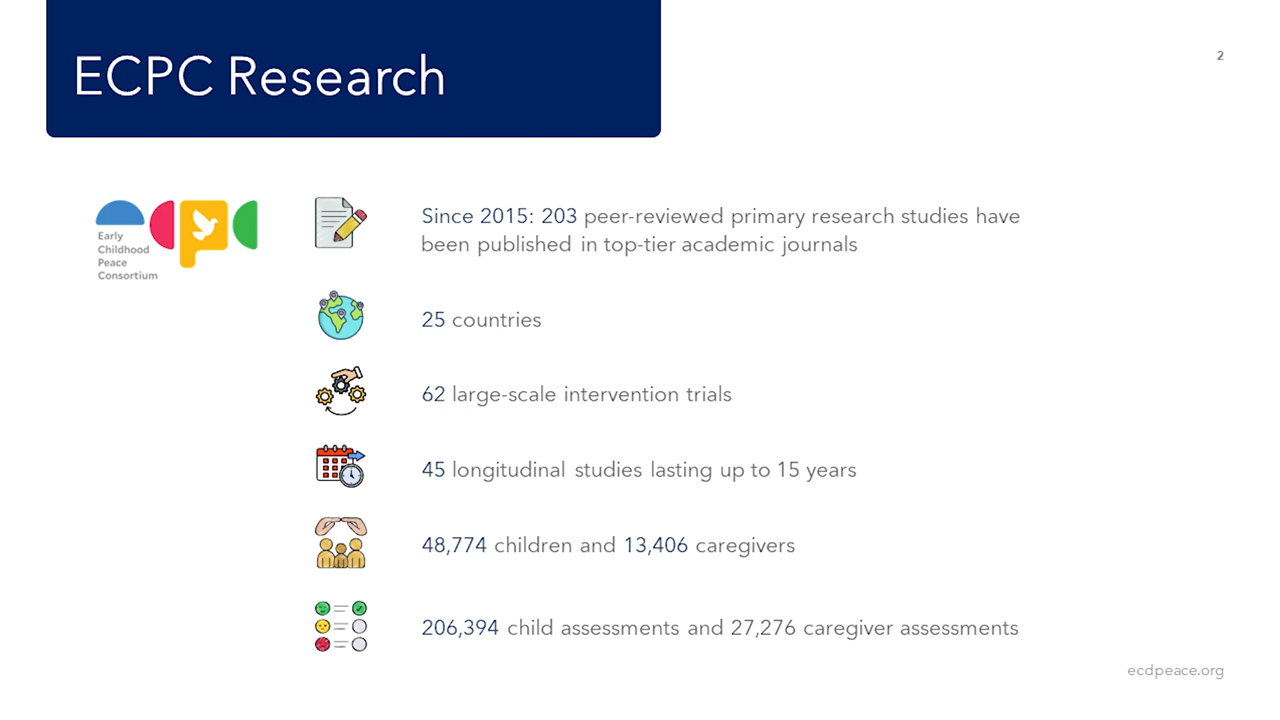 ECPC Research
2
Early
Childhood
Peace
Consortium
Since 2015: 203 peer-reviewed primary research studies have
been published in top-tier academic journals
25 countries
62 large-scale intervention trials
45 longitudinal studies lasting up to 15 years
48,774 children and 13,406 caregivers
206,394 child assessments and 27,276 caregiver assessments
ecdpeace.org